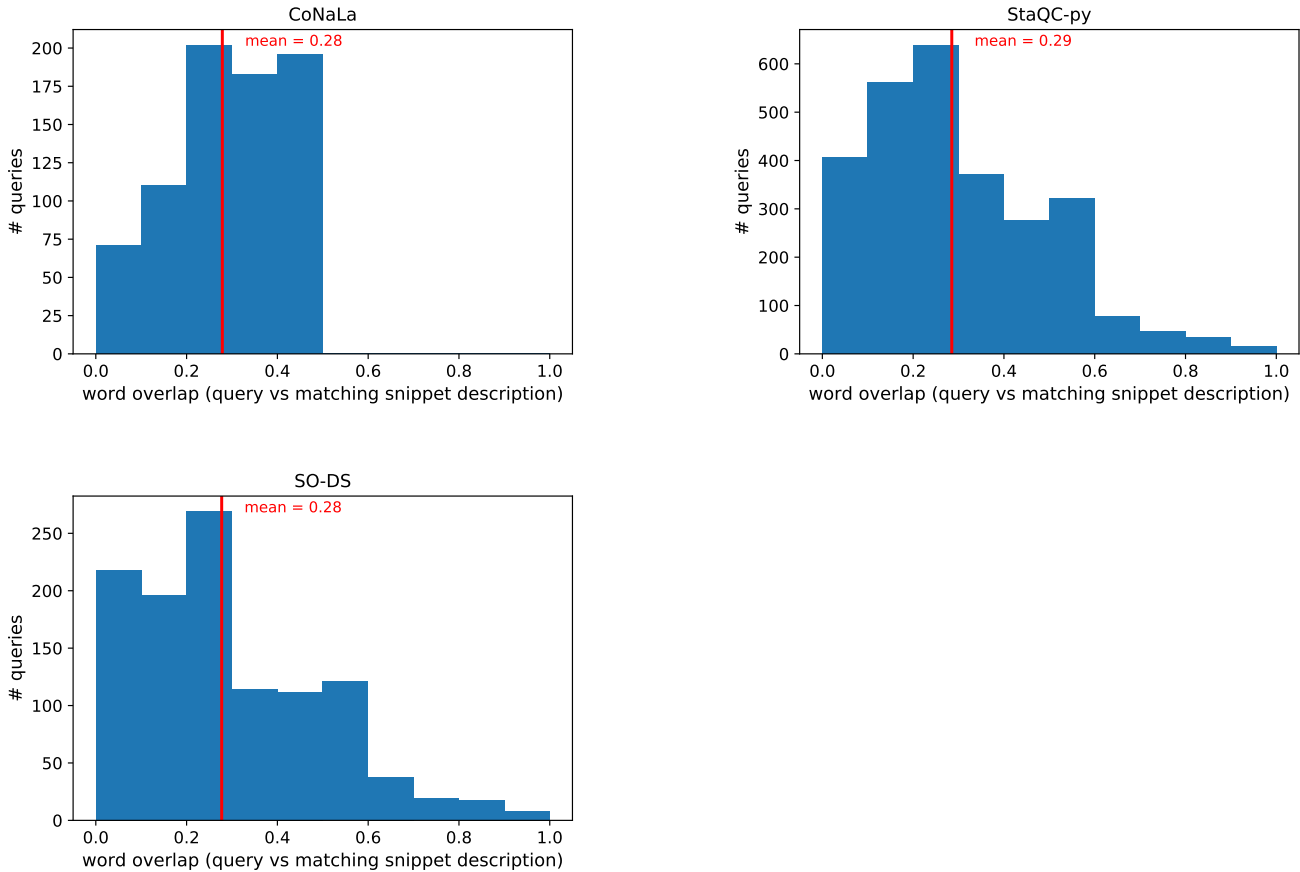 CoNaLa
mean = 0.28
200
175
150
125
100
75
50
25
0
# queries
0.0 0.2 0.4 0.6 0.8 1.0
word overlap (query vs matching snippet description)
StaQC-py
mean = 0.29
600
500
400
300
200
100
0
# queries
0.0 0.2 0.4 0.6 0.8 1.0
word overlap (query vs matching snippet description)
SO-DS
mean = 0.28
250
200
150
100
50
0
# queries
0.0 0.2 0.4 0.6 0.8 1.0
word overlap (query vs matching snippet description)